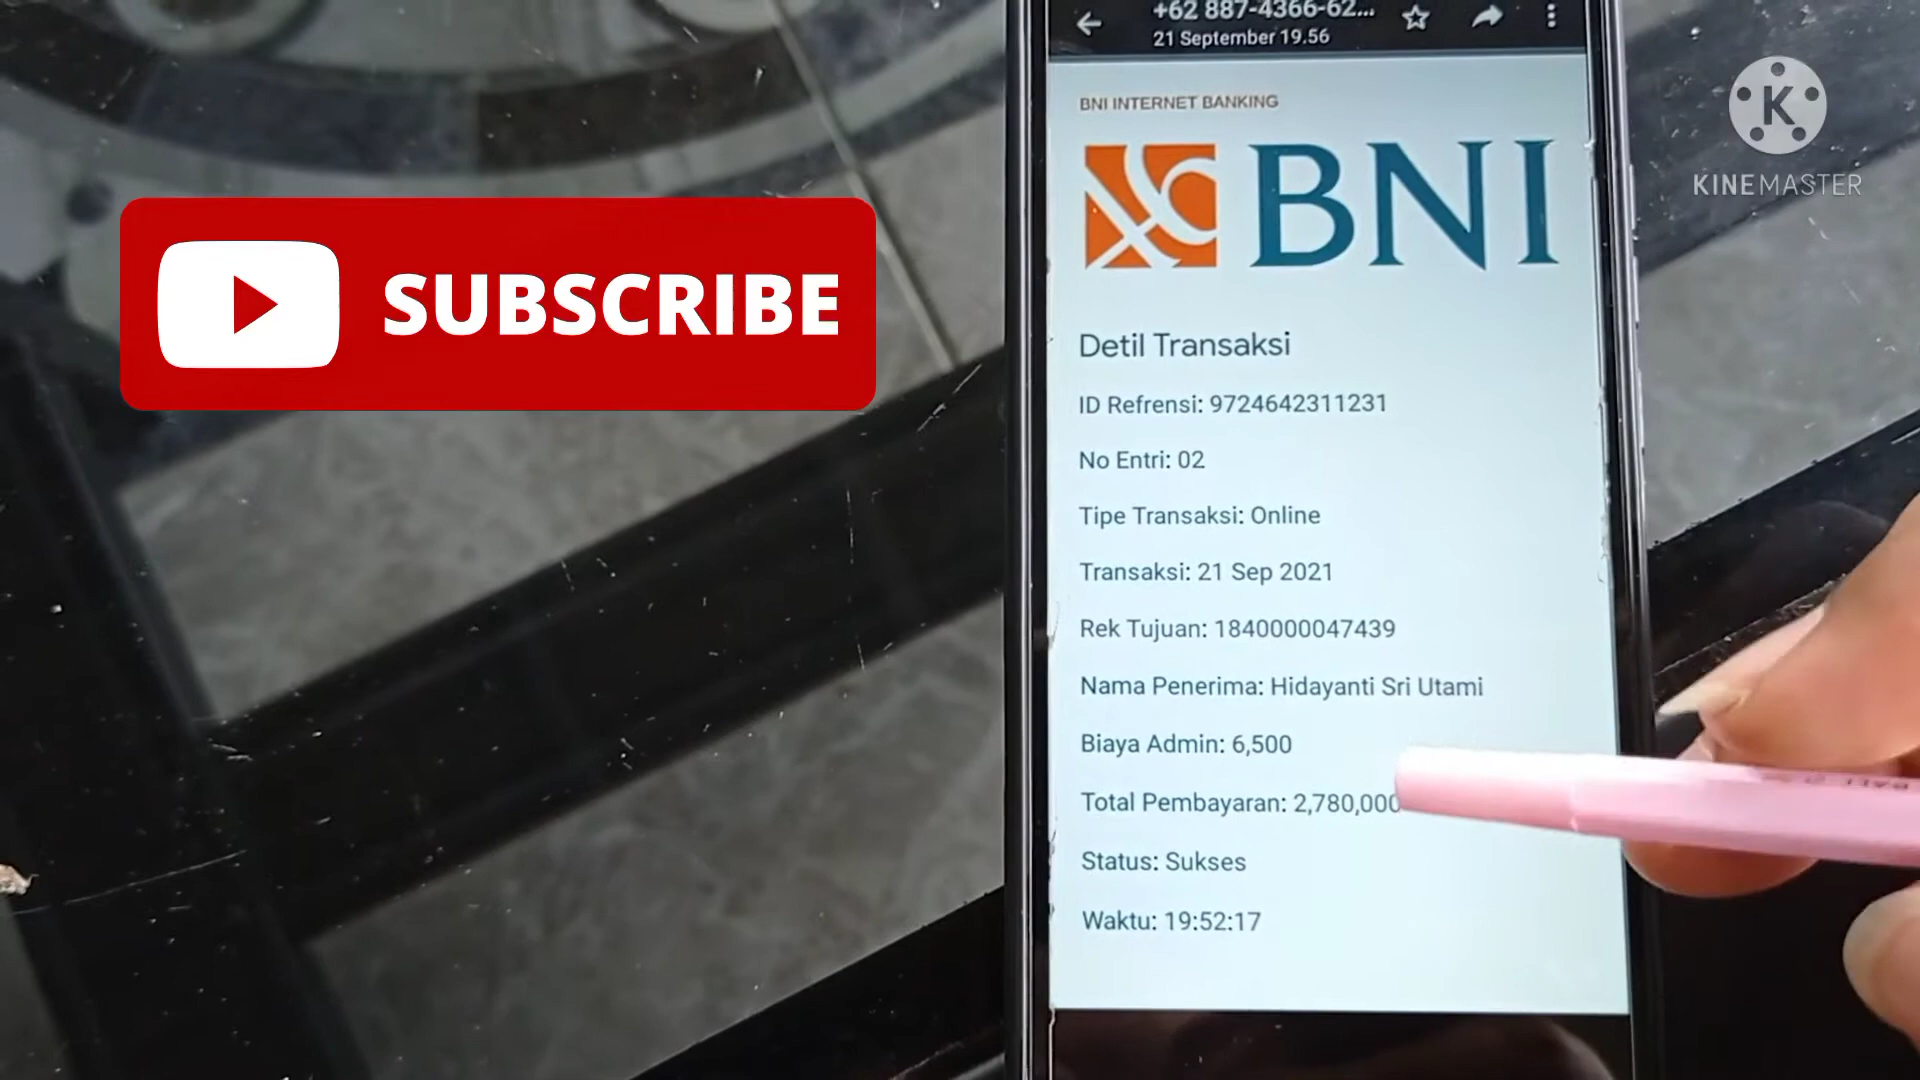 +62 887-4366-62...
21 September 19.56
BNI INTERNET BANKING
BNI
Detil Transaksi
ID Refrensi: 9724642311231
No Entri: 02
Tipe Transaksi: Online
Transaksi: 21 Sep 2021
Rek Tujuan: 1840000047439
Nama Penerima: Hidayanti Sri Utami
Biaya Admin: 6,500
Total Pembayaran: 2,780,000
Status: Sukses
Waktu: 19:52:17
SUBSCRIBE
K
KINEMASTER